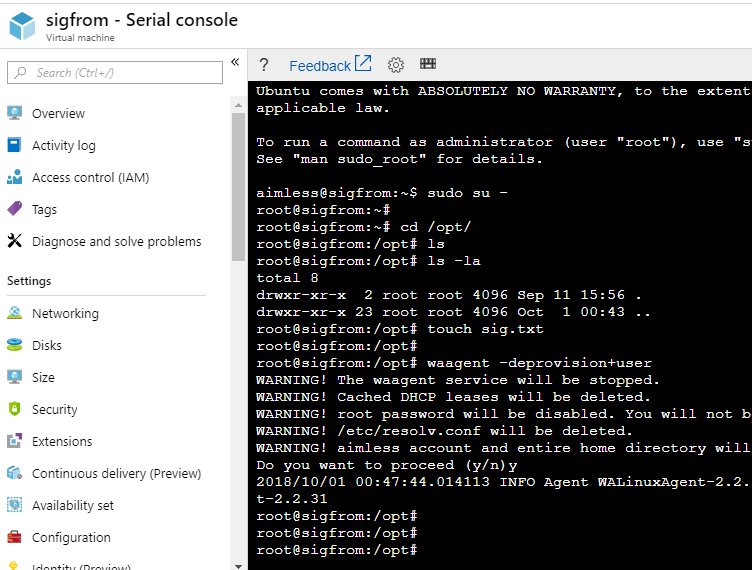 sigfrom - Serial console
Virtual machine
Search (Ctrl+/)
«
Overview
Activity log
Access control (IAM)
Tags
Diagnose and solve problems
Settings
Networking
Disks
Size
Security
Extensions
Continuous delivery (Preview)
Availability set
Configuration
Identity (Preview)
? Feedback
Ubuntu comes with ABSOLUTELY NO WARRANTY, to the extent
applicable law.
To run a command as administrator (user "root"), use "s
See "man sudo_root" for details.
aimless@sigfrom:~$ sudo su -
root@sigfrom:~#
root@sigfrom:~# cd /opt/
root@sigfrom:/opt# ls
root@sigfrom:/opt# ls -la
total 8
drwxr-xr-x  2 root root 4096 Sep 11 15:56 .
drwxr-xr-x 23 root root 4096 Oct  1 00:43 ..
root@sigfrom:/opt# touch sig.txt
root@sigfrom:/opt#
root@sigfrom:/opt# waagent -deprovision+user
WARNING! The waagent service will be stopped.
WARNING! Cached DHCP leases will be deleted.
WARNING! root password will be disabled. You will not b
WARNING! /etc/resolv.conf will be deleted.
WARNING! aimless account and entire home directory will
Do you want to proceed (y/n)y
2018/10/01 00:47:44.014113 INFO Agent WALinuxAgent-2.2.
t-2.2.31
root@sigfrom:/opt#
root@sigfrom:/opt#
root@sigfrom:/opt#